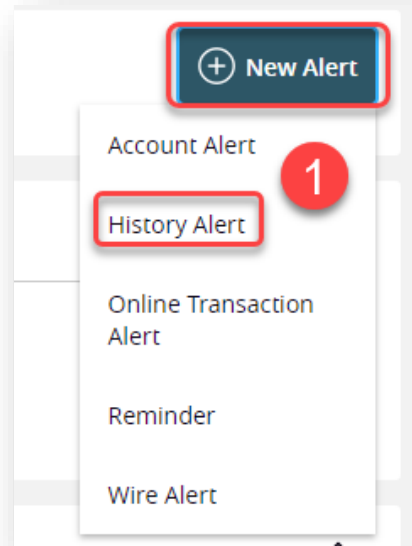 New Alert
Account Alert
1
History Alert
Online Transaction
Alert
Reminder
Wire Alert